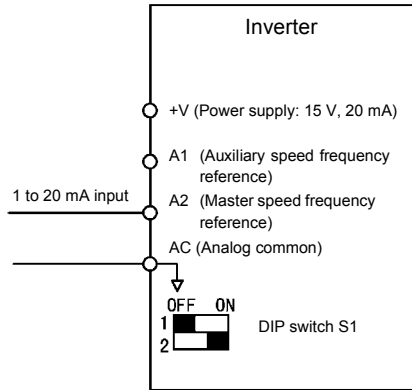 Inverter
+V (Power supply: 15 V, 20 mA)
A1 (Auxiliary speed frequency
reference)
1 to 20 mA input
A2 (Master speed frequency
reference)
AC (Analog common)
OFF ON
1
DIP switch S1
2